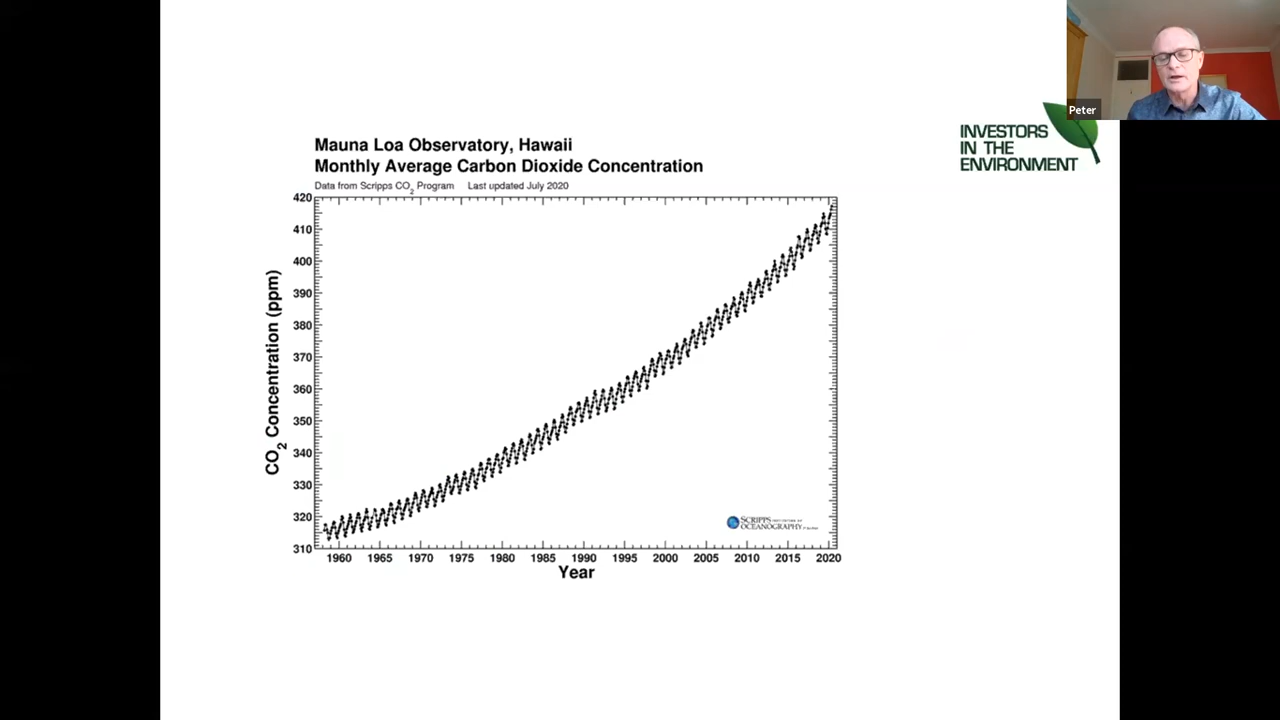 Peter
INVESTORS
IN THE
ENVIRONMENT
Mauna Loa Observatory, Hawaii
Monthly Average Carbon Dioxide Concentration
Data from Scripps CO2 Program Last updated July 2020
420
410
400
390
380
370
360
350
340
330
320
310
CO2 Concentration (ppm)
1960 1965 1970 1975 1980 1985 1990 1995 2000 2005 2010 2015 2020
Year
SCRIPPS INSTITUTION OF
OCEANOGRAPHY